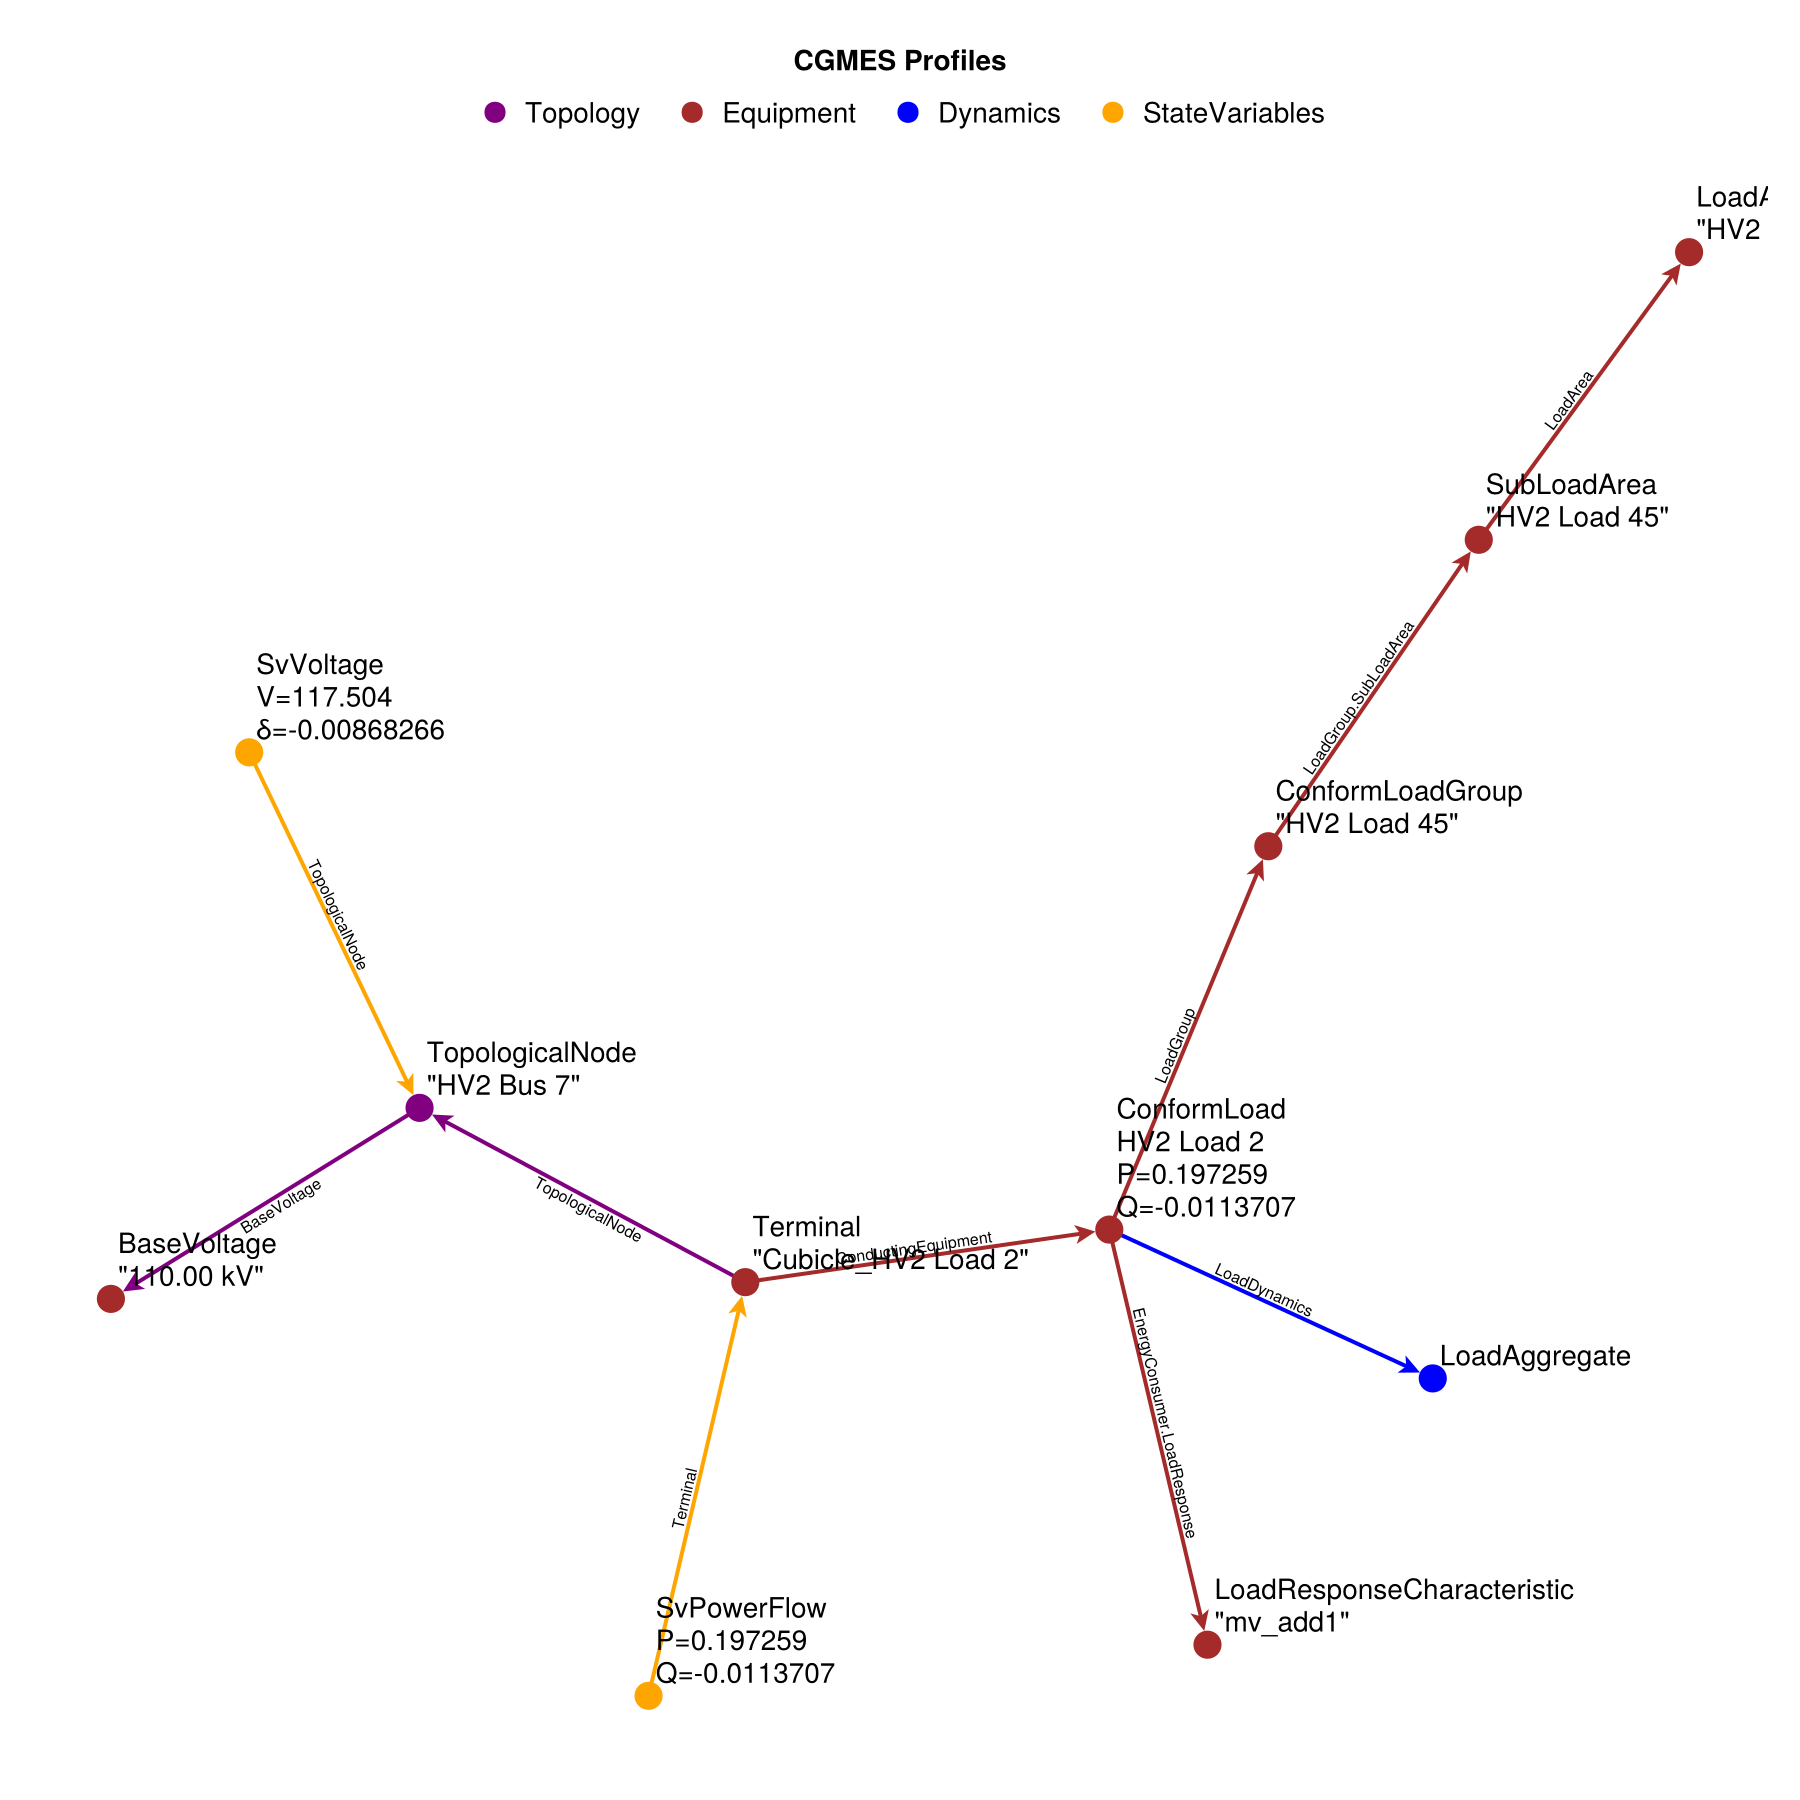 CGMES Profiles
Topology Equipment Dynamics StateVariables
"HV2
LoadArea
SubLoadArea
"HV2 Load 45"
LoadGroup.SubLoadArea
SvVoltage
V=117.504
δ=-0.00868266
ConformLoadGroup
"HV2 Load 45"
TopologicalNode
LoadGroup
TopologicalNode
"HV2 Bus 7"
ConformLoad
HV2 Load 2
P=0.197259
Q=-0.0113707
BaseVoltage
TopologicalNode
BaseVoltage
"110.00 kV"
Terminal
"Cubicle_HV2 Load 2"
ConductingEquipment
LoadDynamics
LoadAggregate
EnergyConsumer.LoadResponse
Terminal
SvPowerFlow
P=0.197259
Q=-0.0113707
LoadResponseCharacteristic
"mv_add1"